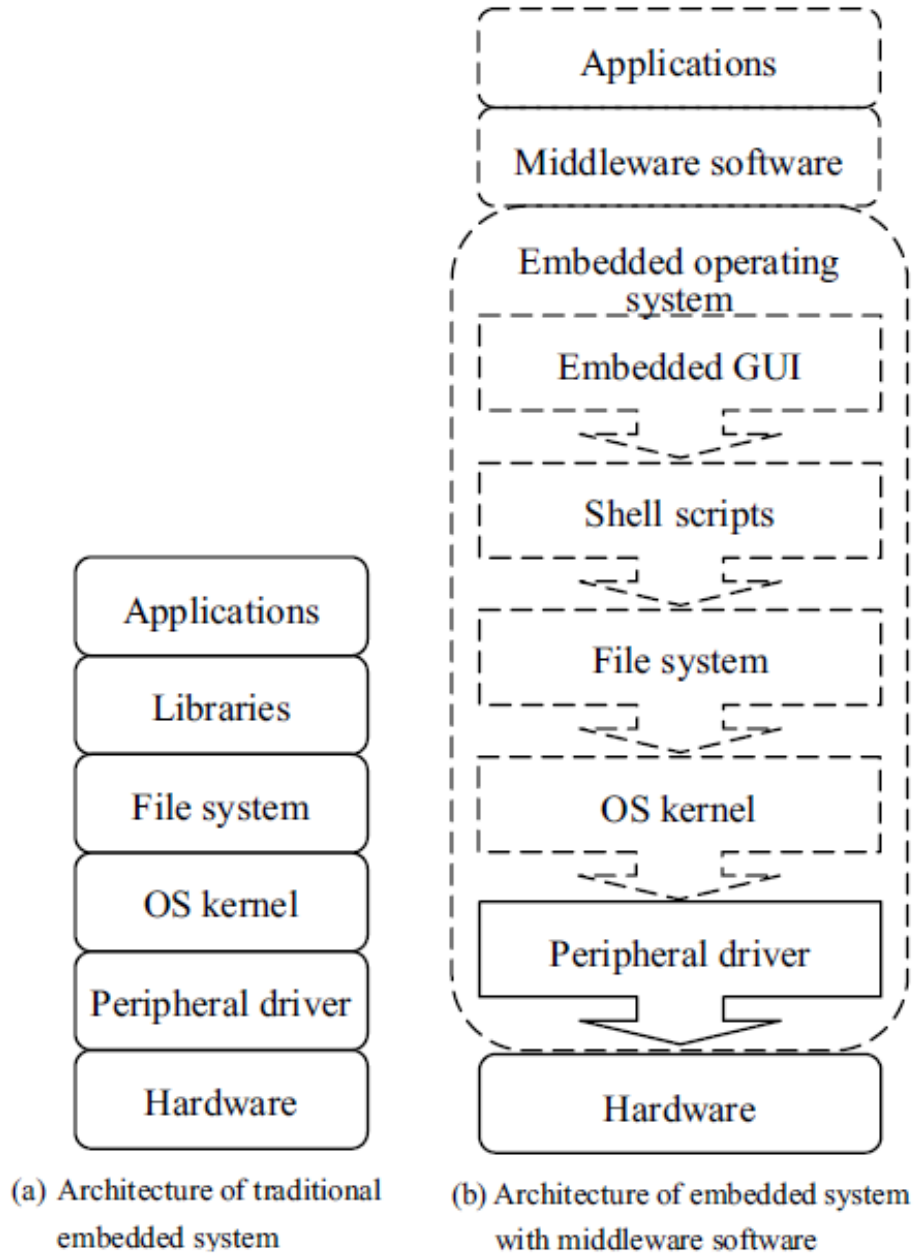 Applications
Middleware software
Embedded operating
system
Embedded GUI
Shell scripts
File system
OS kernel
Peripheral driver
Hardware
Applications
Libraries
File system
OS kernel
Peripheral driver
Hardware
(a) Architecture of traditional
embedded system
(b) Architecture of embedded system
with middleware software